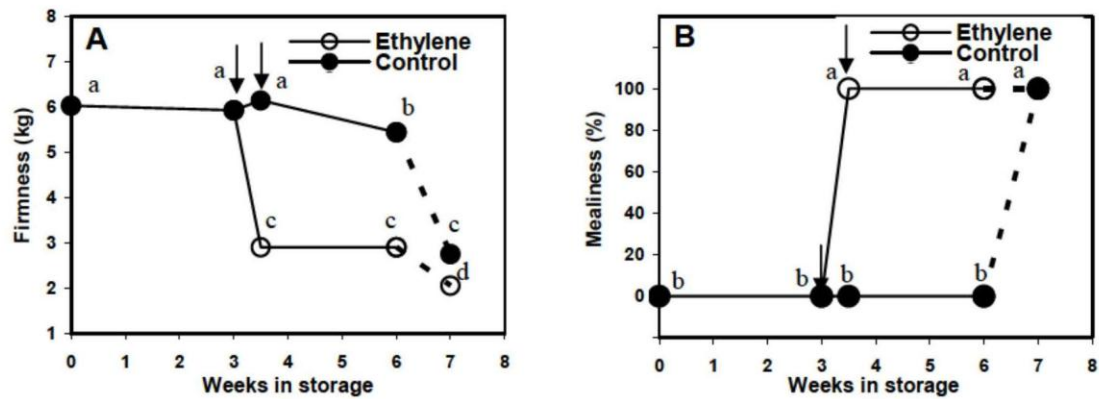 A
Ethylene
Control
8
7
6
5
4
3
2
1
Firmness (kg)
a
a
a
b
c
c
c
d
0 1 2 3 4 5 6 7 8
Weeks in storage
B
Ethylene
Control
100
80
60
40
20
0
Mealiness (%)
a
a
a
b
b
b
b
0 1 2 3 4 5 6 7 8
Weeks in storage